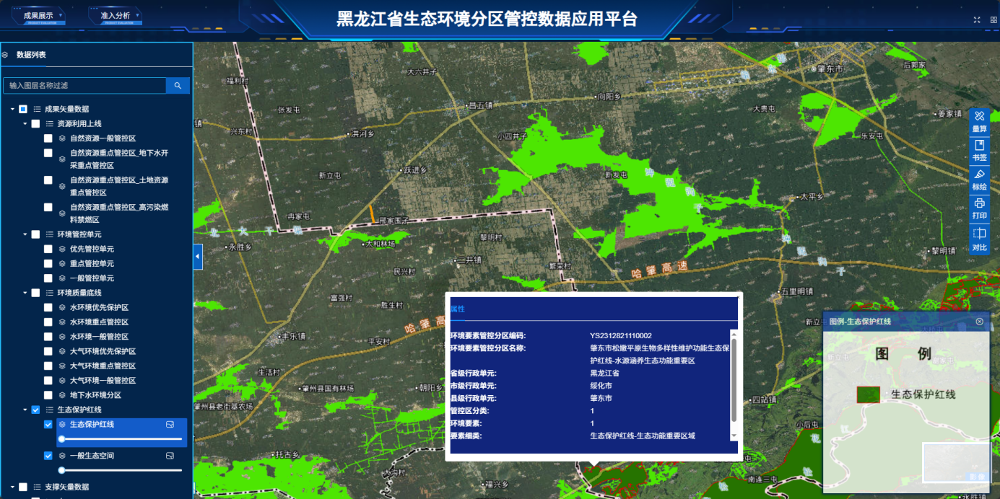 成果展示
准入分析
黑龙江省生态环境分区管控数据应用平台
数据列表
输入图层名称过滤
成果矢量数据
资源利用上线
自然资源一般管控区
自然资源重点管控区_地下水开
采重点管控区
自然资源重点管控区_土地资源
重点管控区
自然资源重点管控区_高污染燃
料禁燃区
环境管控单元
优先管控单元
重点管控单元
一般管控单元
环境质量底线
水环境优先保护区
水环境重点管控区
水环境一般管控区
大气环境优先保护区
大气环境重点管控区
大气环境一般管控区
地下水环境分区
生态保护红线
生态保护红线
一般生态空间
支撑矢量数据
福利村
大六井子
肇东市
后郭家
张发屯
昌五镇
向阳乡
大贵屯
姜家镇
兴东村
洪河乡
小四井子
乐安屯
新立屯
跃进乡
新发屯
太平乡
冉家屯
邢家围子
永胜乡
太和林场
黎明村
黎明镇
民兴村
二井镇
繁荣村
哈肇高速
富强村
胜生村
五里明镇
哈肇高
丰乐镇
平安村
新立
生活村
肇州县国有林场
朝阳乡
肇州县老街基农场
四站镇
小后屯
托古乡
大沟村
福兴乡
南连三屯
水胜镇
量算
书签
标绘
打印
对比
属性
环境要素管控分区编码: YS2312821110002
环境要素管控分区名称: 肇东市松嫩平原生物多样性维护功能生态保
护红线-水源涵养生态功能重要区
省级行政单元: 黑龙江省
市级行政单元: 绥化市
县级行政单元: 肇东市
管控区分类: 1
环境要素: 1
要素细类: 生态保护红线-生态功能重要区域
图例-生态保护红线
图 例
生态保护红线
影像